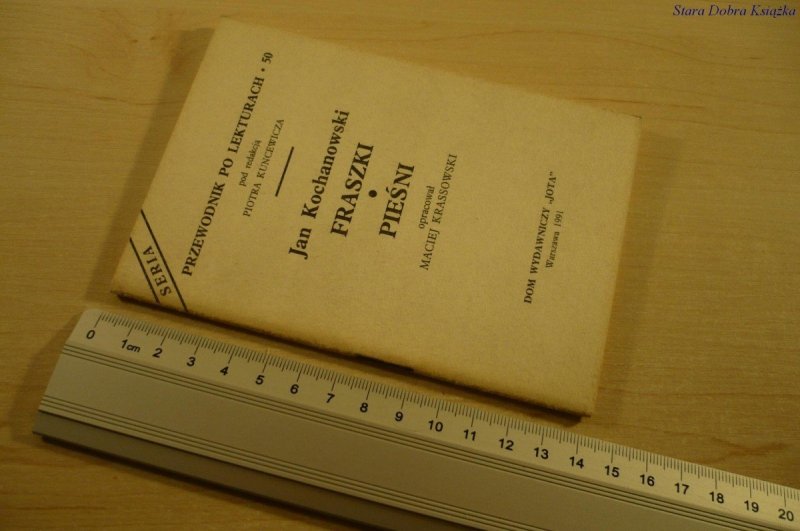 Stara Dobra Książka
SERIA
PRZEWODNIK PO LEKTURACH • 50
pod redakcją
PIOTRA KUNCEWICZA
Jan Kochanowski
FRASZKI
•
PIEŚNI
opracował
MACIEJ KRASSOWSKI
DOM WYDAWNICZY „JOTA”
Warszawa 1991
0 1cm 2 3 4 5 6 7 8 9 10 11 12 13 14 15 16 17 18 19 20